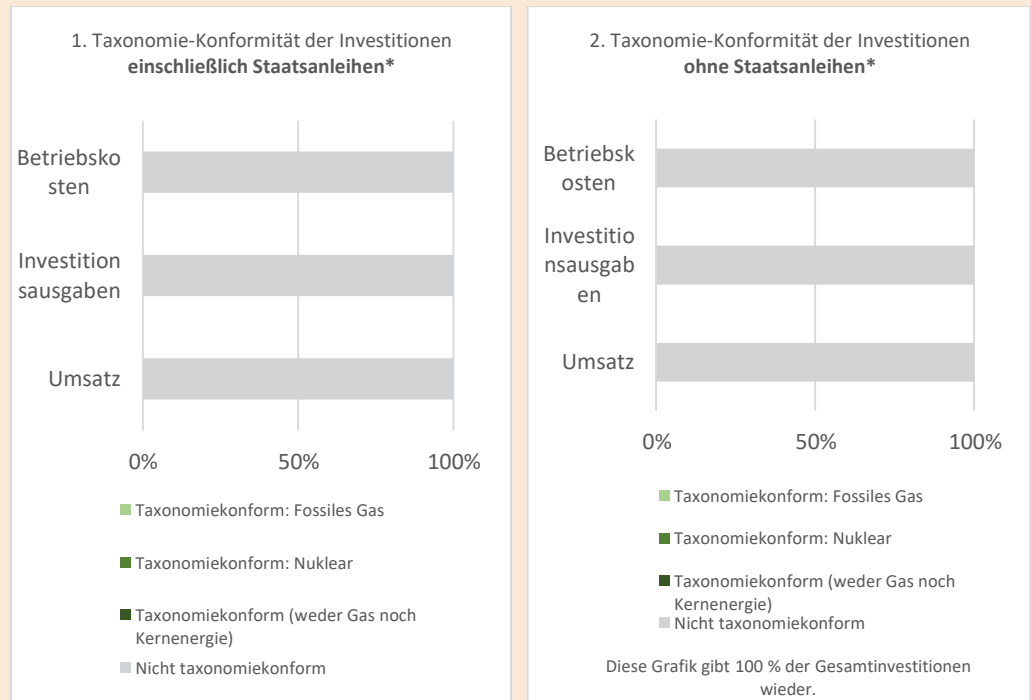 1. Taxonomie-Konformität der Investitionen
einschließlich Staatsanleihen*
Betriebsko
sten
Investition
sausgaben
Umsatz
0%
50%
100%
Taxonomiekonform: Fossiles Gas
Taxonomiekonform: Nuklear
Taxonomiekonform (weder Gas noch
Kernenergie)
Nicht taxonomiekonform
2. Taxonomie-Konformität der Investitionen
ohne Staatsanleihen*
Betriebsk
osten
Investitio
nsausgab
en
Umsatz
0%
50%
100%
Taxonomiekonform: Fossiles Gas
Taxonomiekonform: Nuklear
Taxonomiekonform (weder Gas noch
Kernenergie)
Nicht taxonomiekonform
Diese Grafik gibt 100 % der Gesamtinvestitionen
wieder.